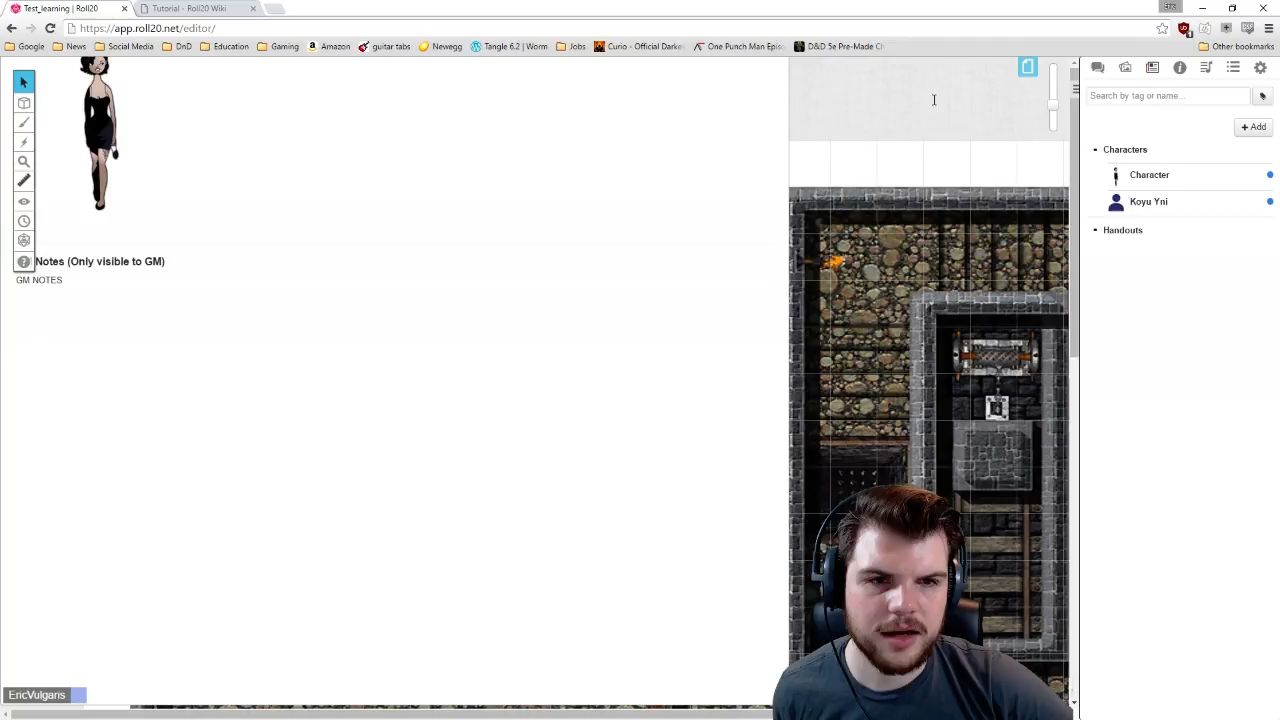 Test_learning | Roll20
Tutorial - Roll20 Wiki
Eric
https://app.roll20.net/editor/
Google
News
Social Media
DnD
Education
Gaming
Amazon
guitar tabs
Newegg
Tangle 6.2 | Worm
Jobs
Curio - Official Darke
One Punch Man Epis
D&D 5e Pre-Made Ch
Other bookmarks
Search by tag or name...
+ Add
Characters
Character
Koyu Yni
Handouts
Notes (Only visible to GM)
GM NOTES
EricVulgaris